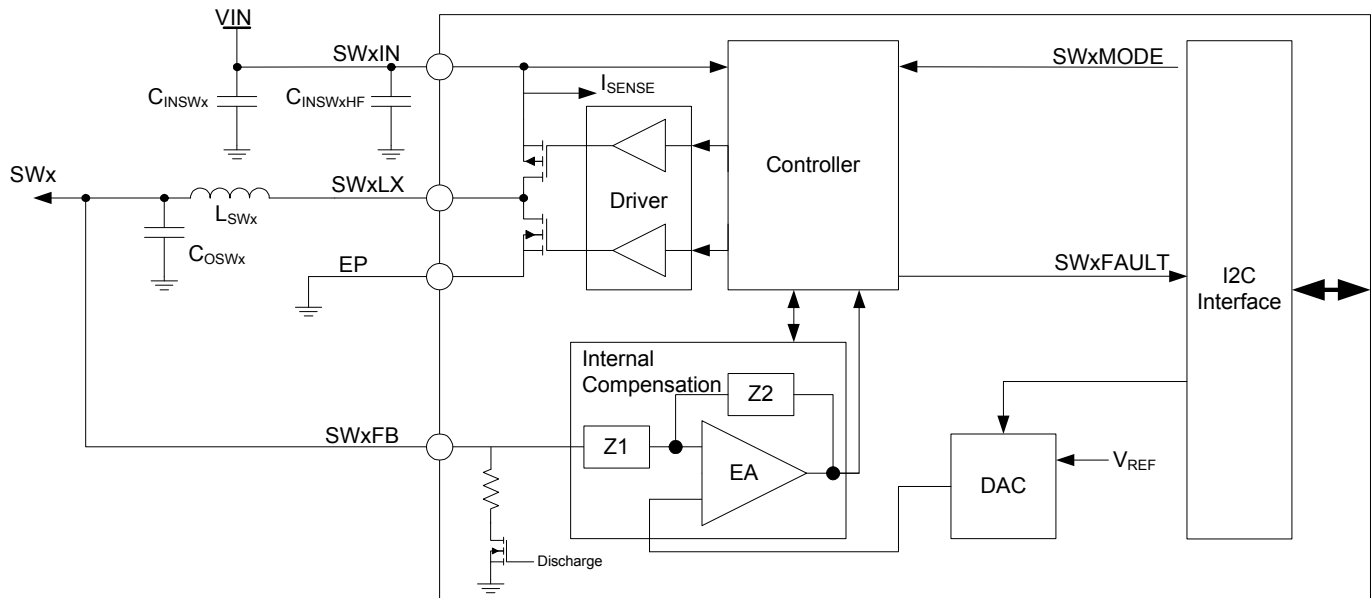 VIN
SWxIN
SWxMODE
CINSWx
CINSWxHF
ISENSE
Controller
SWx
SWxLX
Driver
LSWx
COSWx
EP
SWxFAULT
I2C
Interface
Internal
Compensation
Z2
SWxFB
Z1
EA
VREF
DAC
Discharge